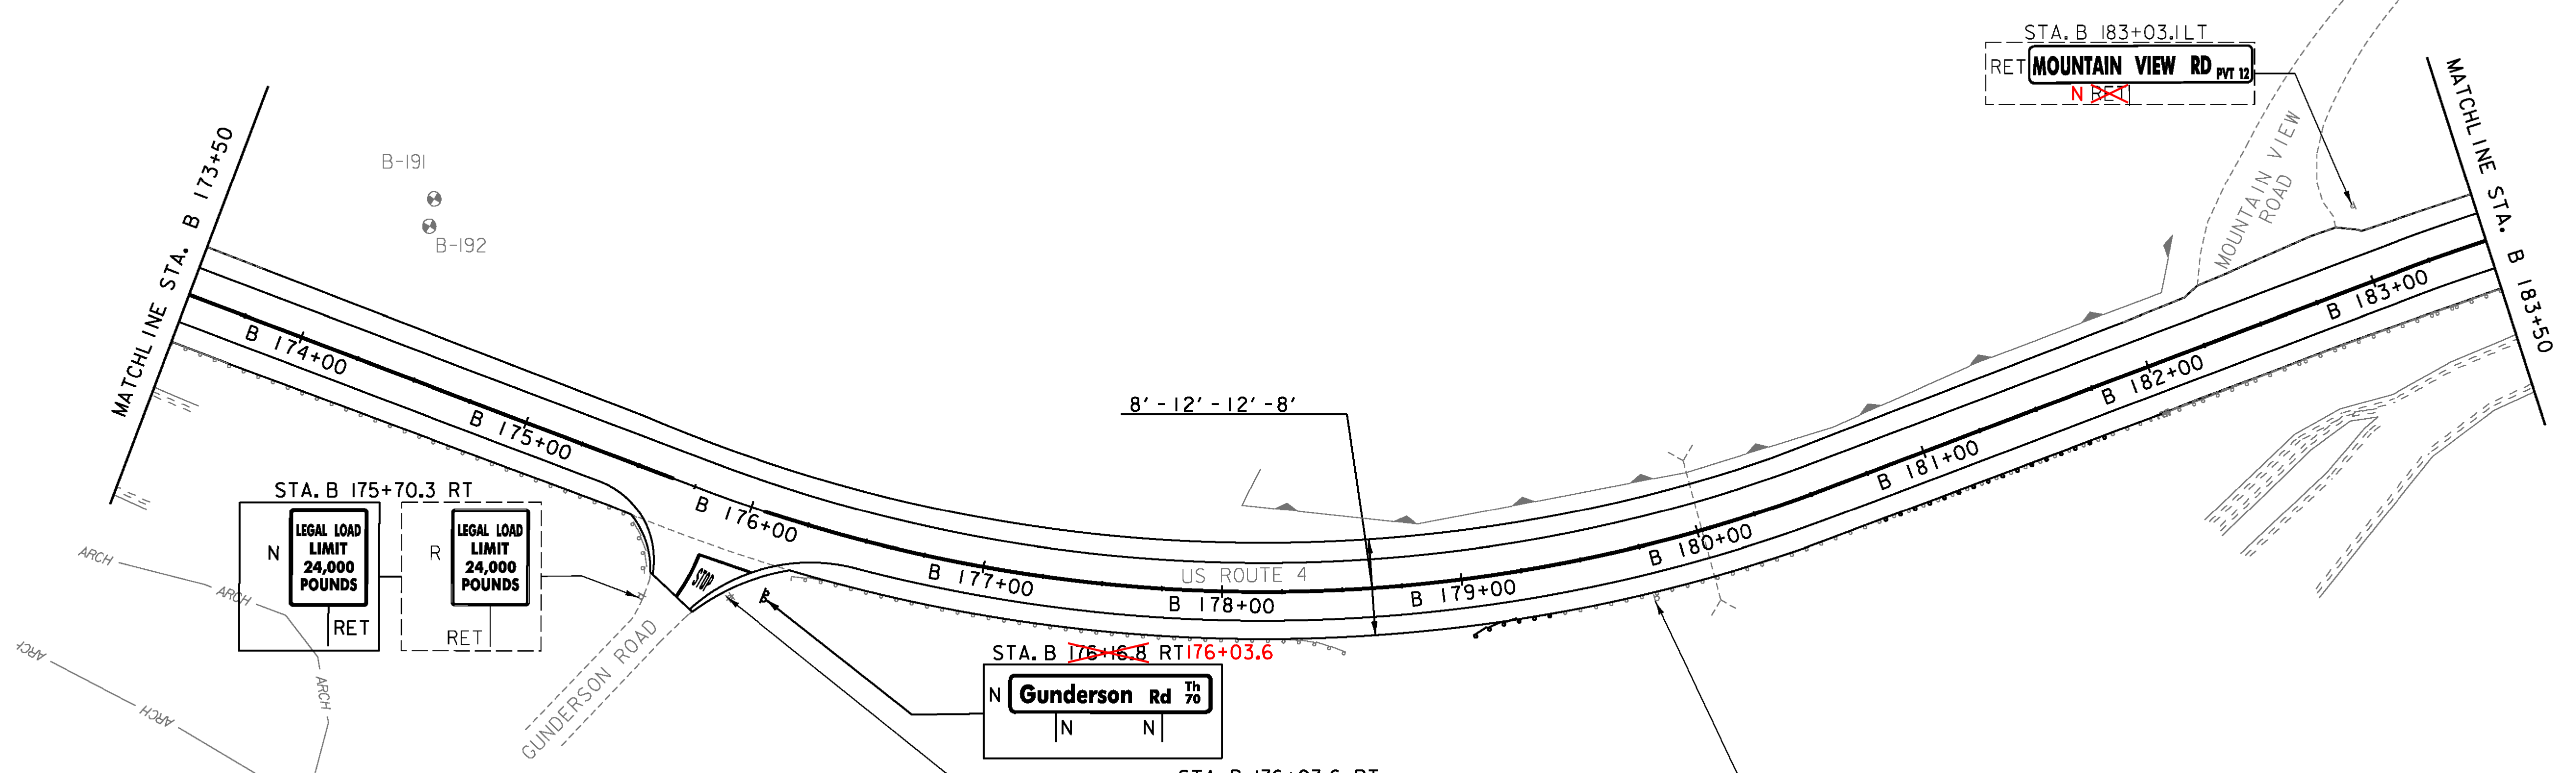 STA. B 183+03.1LT
RET MOUNTAIN VIEW RD PVT 12
N RET
MATCHLINE STA. B 173+50
MATCHLINE STA. B 183+50
B-191
B-192
MOUNTAIN VIEW
ROAD
B 174+00
B 175+00
B 176+00
B 177+00
B 178+00
B 179+00
B 180+00
B 181+00
B 182+00
B 183+00
8' - 12' - 12' - 8'
US ROUTE 4
STA. B 175+70.3 RT
N
LEGAL LOAD
LIMIT
24,000
POUNDS
RET
R
LEGAL LOAD
LIMIT
24,000
POUNDS
RET
STOP
GUNDERSON ROAD
ARCH
ARCH
ARCH
ARCH
ARCH
STA. B 176+16.8 RT 176+03.6
N Gunderson Rd Th 70
N N